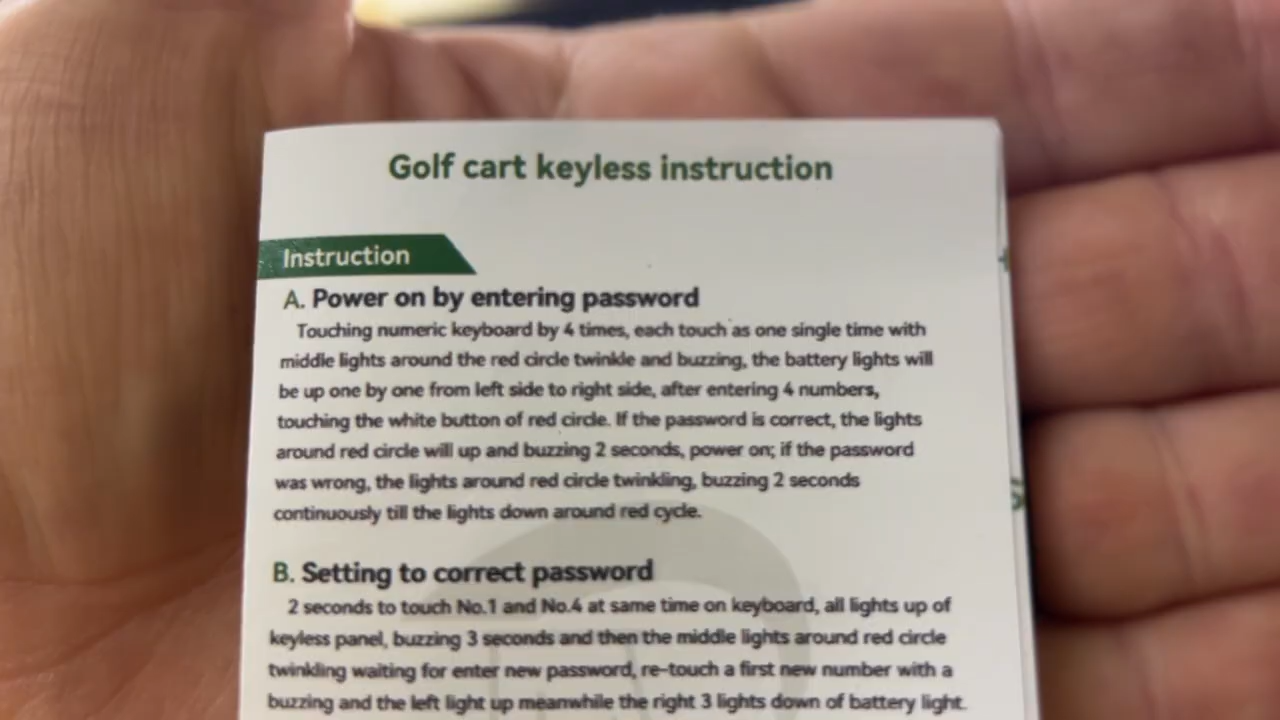 Golf cart keyless instruction
Instruction
A. Power on by entering password
Touching numeric keyboard by 4 times, each touch as one single time with
middle lights around the red circle twinkle and buzzing, the battery lights will
be up one by one from left side to right side, after entering 4 numbers,
touching the white button of red circle. If the password is correct, the lights
around red circle will up and buzzing 2 seconds, power on; if the password
was wrong, the lights around red circle twinkling, buzzing 2 seconds
continuously till the lights down around red cycle.
B. Setting to correct password
2 seconds to touch No.1 and No.4 at same time on keyboard, all lights up of
keyless panel, buzzing 3 seconds and then the middle lights around red circle
twinkling waiting for enter new password, re-touch a first new number with a
buzzing and the left light up meanwhile the right 3 lights down of battery light.